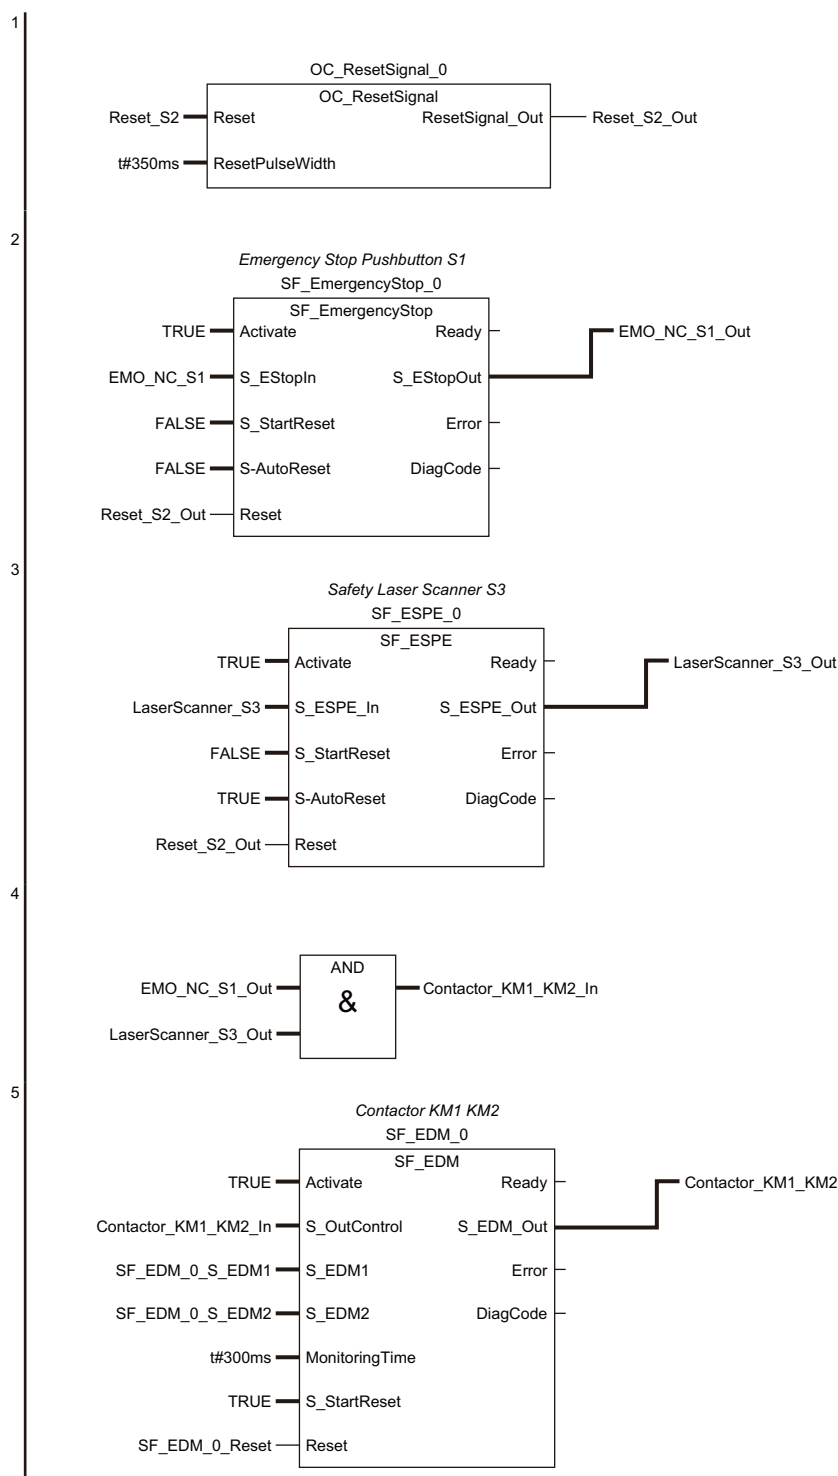 1
OC_ResetSignal_0
OC_ResetSignal
Reset_S2 Reset ResetSignal_Out Reset_S2_Out
t#350ms ResetPulseWidth
2
Emergency Stop Pushbutton S1
SF_EmergencyStop_0
SF_EmergencyStop
TRUE Activate Ready EMO_NC_S1_Out
EMO_NC_S1 S_EStopIn S_EStopOut
FALSE S_StartReset Error
FALSE S-AutoReset DiagCode
Reset_S2_Out Reset
3
Safety Laser Scanner S3
SF_ESPE_0
SF_ESPE
TRUE Activate Ready LaserScanner_S3_Out
LaserScanner_S3 S_ESPE_In S_ESPE_Out
FALSE S_StartReset Error
TRUE S-AutoReset DiagCode
Reset_S2_Out Reset
4
AND
EMO_NC_S1_Out & Contactor_KM1_KM2_In
LaserScanner_S3_Out
5
Contactor KM1 KM2
SF_EDM_0
SF_EDM
TRUE Activate Ready Contactor_KM1_KM2
Contactor_KM1_KM2_In S_OutControl S_EDM_Out
SF_EDM_0_S_EDM1 S_EDM1 Error
SF_EDM_0_S_EDM2 S_EDM2 DiagCode
t#300ms MonitoringTime
TRUE S_StartReset
SF_EDM_0_Reset Reset